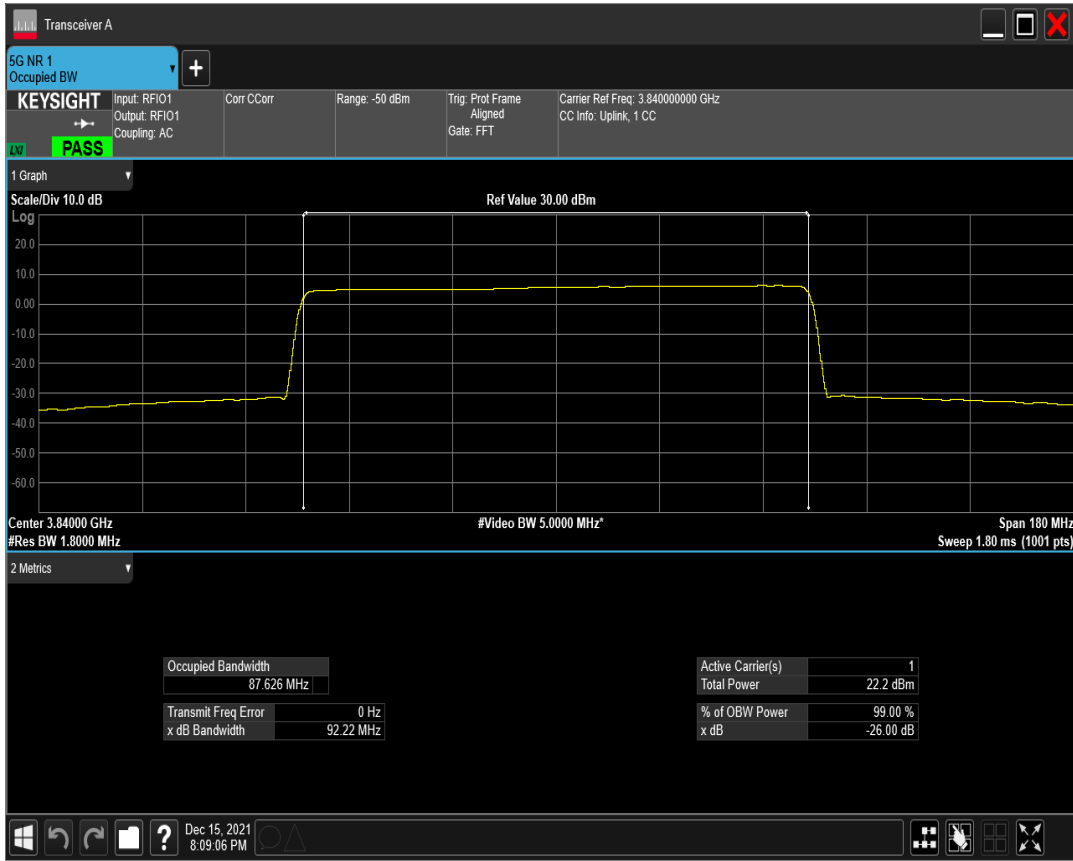 Transceiver A
5G NR 1
Occupied BW
KEYSIGHT
LXI
PASS
Input: RFIO1
Output: RFIO1
Coupling: AC
Corr CCorr
Range: -50 dBm
Trig: Prot Frame
Aligned
Gate: FFT
Carrier Ref Freq: 3.840000000 GHz
CC Info: Uplink, 1 CC
1 Graph
Scale/Div 10.0 dB
Ref Value 30.00 dBm
Log
20.0
10.0
0.00
-10.0
-20.0
-30.0
-40.0
-50.0
-60.0
Center 3.84000 GHz
#Video BW 5.0000 MHz*
Span 180 MHz
#Res BW 1.8000 MHz
Sweep 1.80 ms (1001 pts)
2 Metrics
Occupied Bandwidth
87.626 MHz
Transmit Freq Error 0 Hz
x dB Bandwidth 92.22 MHz
Active Carrier(s) 1
Total Power 22.2 dBm
% of OBW Power 99.00 %
x dB -26.00 dB
?
Dec 15, 2021
8:09:06 PM